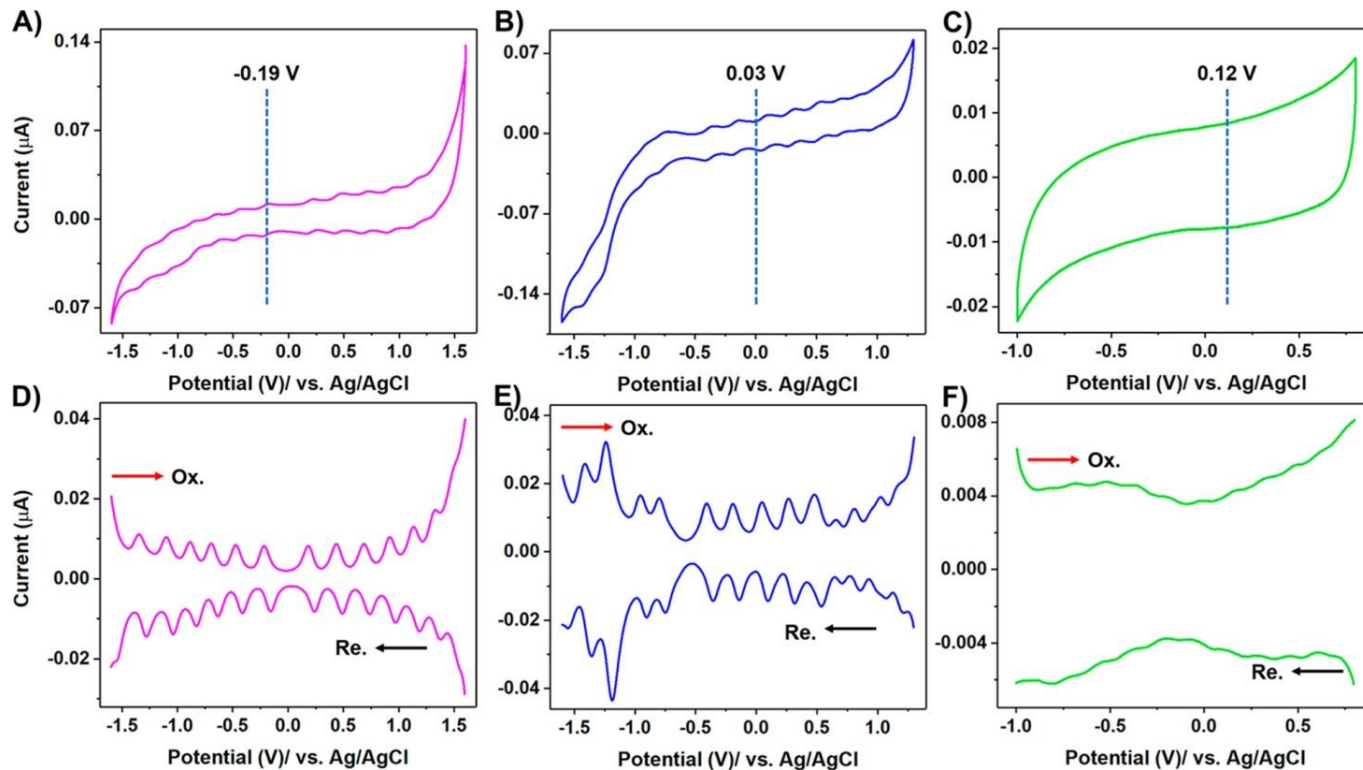 A)
0.14
0.07
0.00
-0.07
Current (μA)
-0.19 V
-1.5 -1.0 -0.5 0.0 0.5 1.0 1.5
Potential (V)/ vs. Ag/AgCl
B)
0.07
0.00
-0.07
-0.14
0.03 V
-1.5 -1.0 -0.5 0.0 0.5 1.0
Potential (V)/ vs. Ag/AgCl
C)
0.02
0.01
0.00
-0.01
-0.02
0.12 V
-1.0 -0.5 0.0 0.5
Potential (V)/ vs. Ag/AgCl
D)
0.04
0.02
0.00
-0.02
Current (μA)
Ox.
Re.
-1.5 -1.0 -0.5 0.0 0.5 1.0 1.5
Potential (V)/ vs. Ag/AgCl
E)
0.04
0.02
0.00
-0.02
-0.04
Ox.
Re.
-1.5 -1.0 -0.5 0.0 0.5 1.0
Potential (V)/ vs. Ag/AgCl
F)
0.008
0.004
0.000
-0.004
Ox.
Re.
-1.0 -0.5 0.0 0.5
Potential (V)/ vs. Ag/AgCl